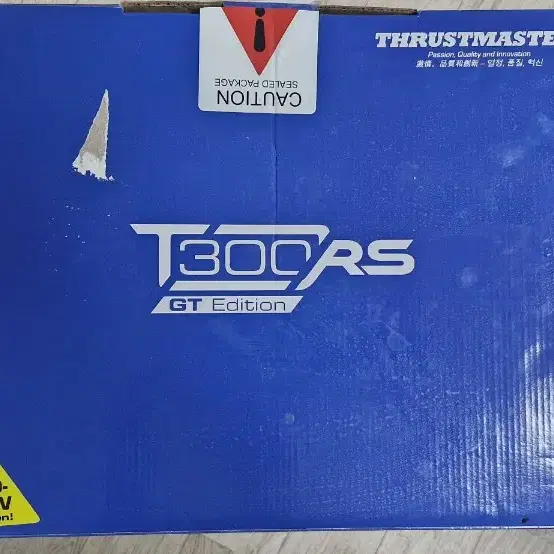 THRUSTMASTE
Passion, Quality and Innovation
激情、品質和創新 – 열정, 품질, 혁신
CAUTION
SEALED PACKAGE
T300RS
GT Edition